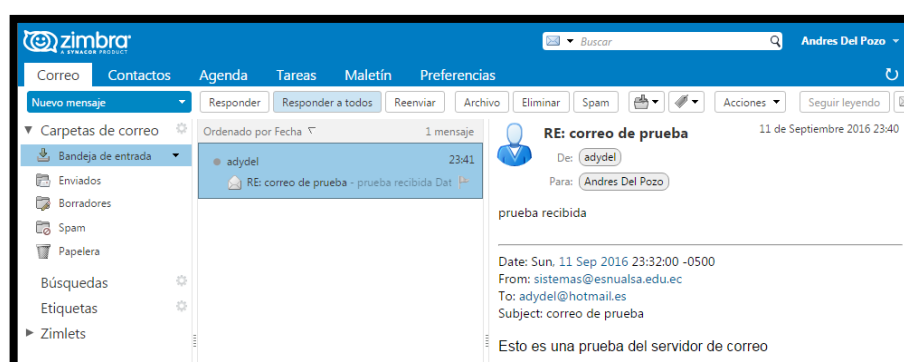 zimbra
A SYNACOR PRODUCT
Buscar
Andres Del Pozo
Correo Contactos Agenda Tareas Maletín Preferencias
Nuevo mensaje
Responder Responder a todos Reenviar Archivo Eliminar Spam Acciones Seguir leyendo
Carpetas de correo
Bandeja de entrada
Enviados
Borradores
Spam
Papelera
Búsquedas
Etiquetas
Zimlets
Ordenado por Fecha 1 mensaje
adydel 23:41
RE: correo de prueba - prueba recibida Dat
RE: correo de prueba 11 de Septiembre 2016 23:40
De: adydel
Para: Andres Del Pozo
prueba recibida
Date: Sun, 11 Sep 2016 23:32:00 -0500
From: sistemas@esnualsa.edu.ec
To: adydel@hotmail.es
Subject: correo de prueba
Esto es una prueba del servidor de correo